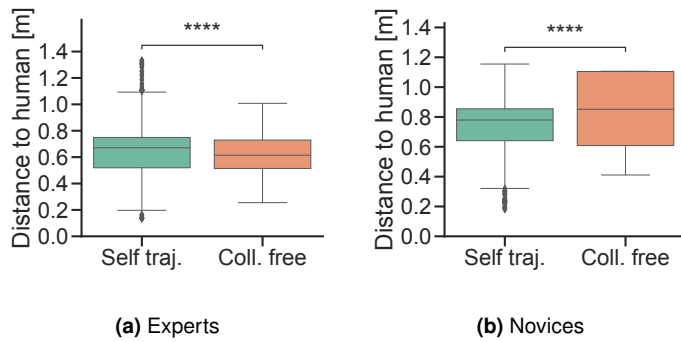 Distance to human [m]
1.4
1.2
1.0
0.8
0.6
0.4
0.2
0.0
****
Self traj.
Coll. free
(a) Experts
Distance to human [m]
1.4
1.2
1.0
0.8
0.6
0.4
0.2
0.0
****
Self traj.
Coll. free
(b) Novices